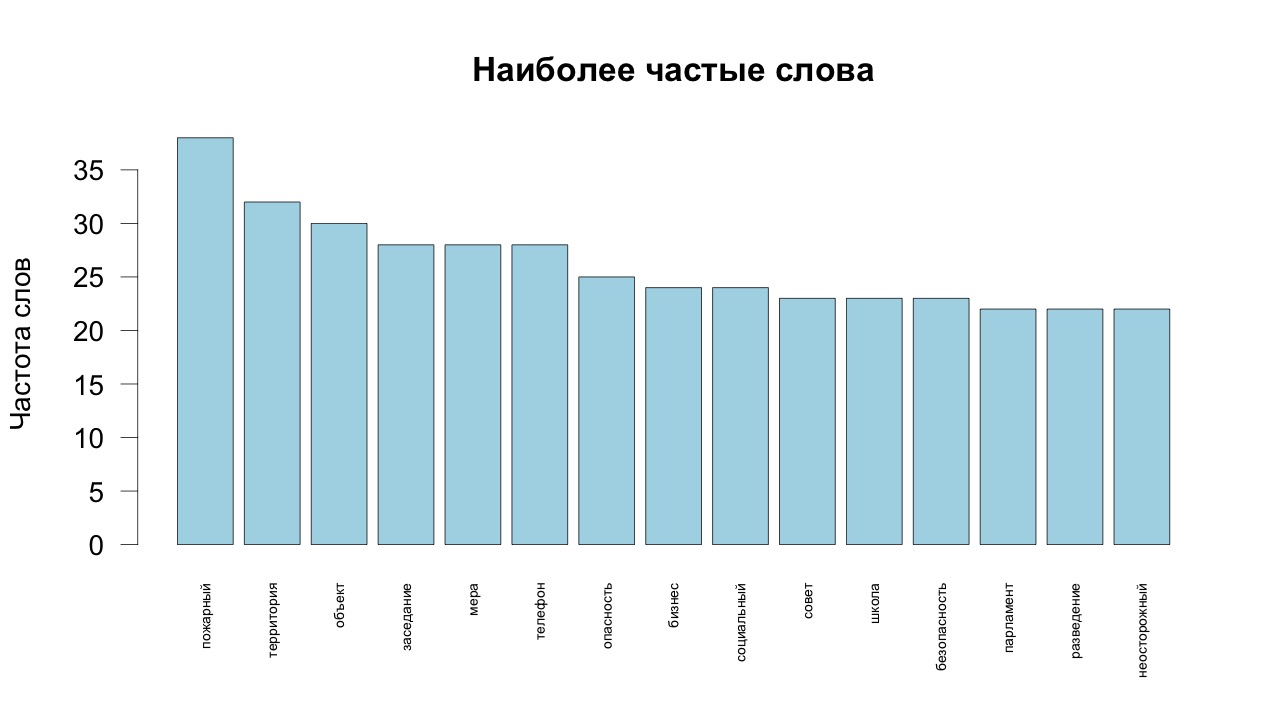 Наиболее частые слова
Частота слов
35
30
25
20
15
10
5
0
пожарный
территория
объект
заседание
мера
телефон
опасность
бизнес
социальный
совет
школа
безопасность
парламент
разведение
неосторожный